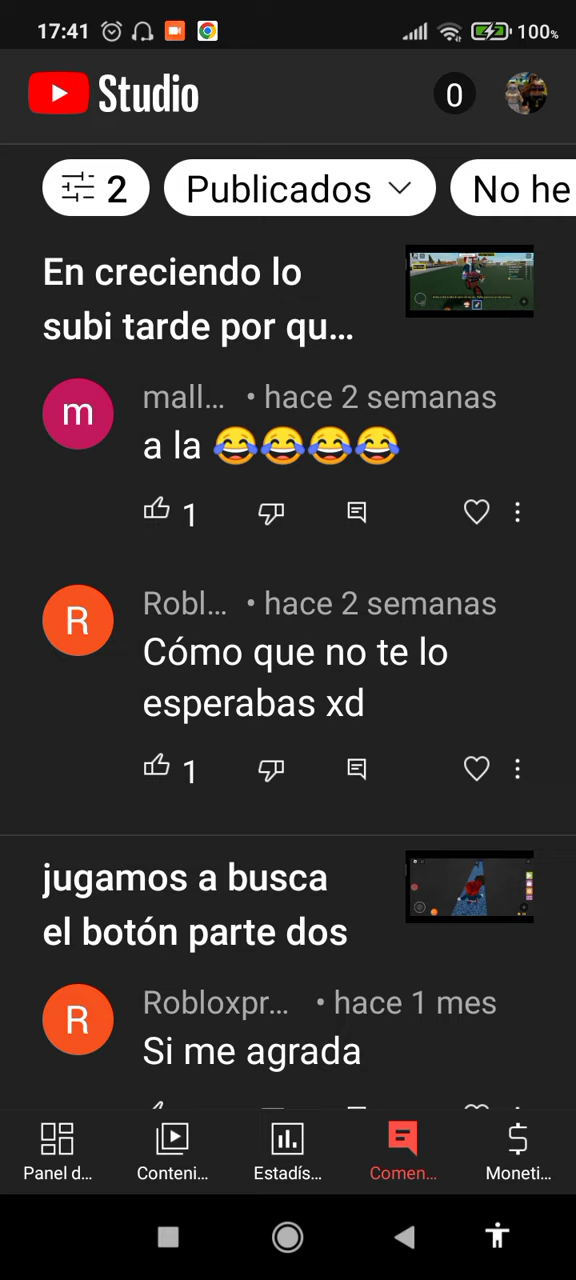 17:41 100%
Studio
0
2 Publicados No he
En creciendo lo
subi tarde por qu...
m
mall... • hace 2 semanas
a la 😂😂😂😂
1
R
Robl... • hace 2 semanas
Cómo que no te lo
esperabas xd
1
jugamos a busca
el botón parte dos
R
Robloxpr... • hace 1 mes
Si me agrada
Panel d... Conteni... Estadís... Comen... Moneti...